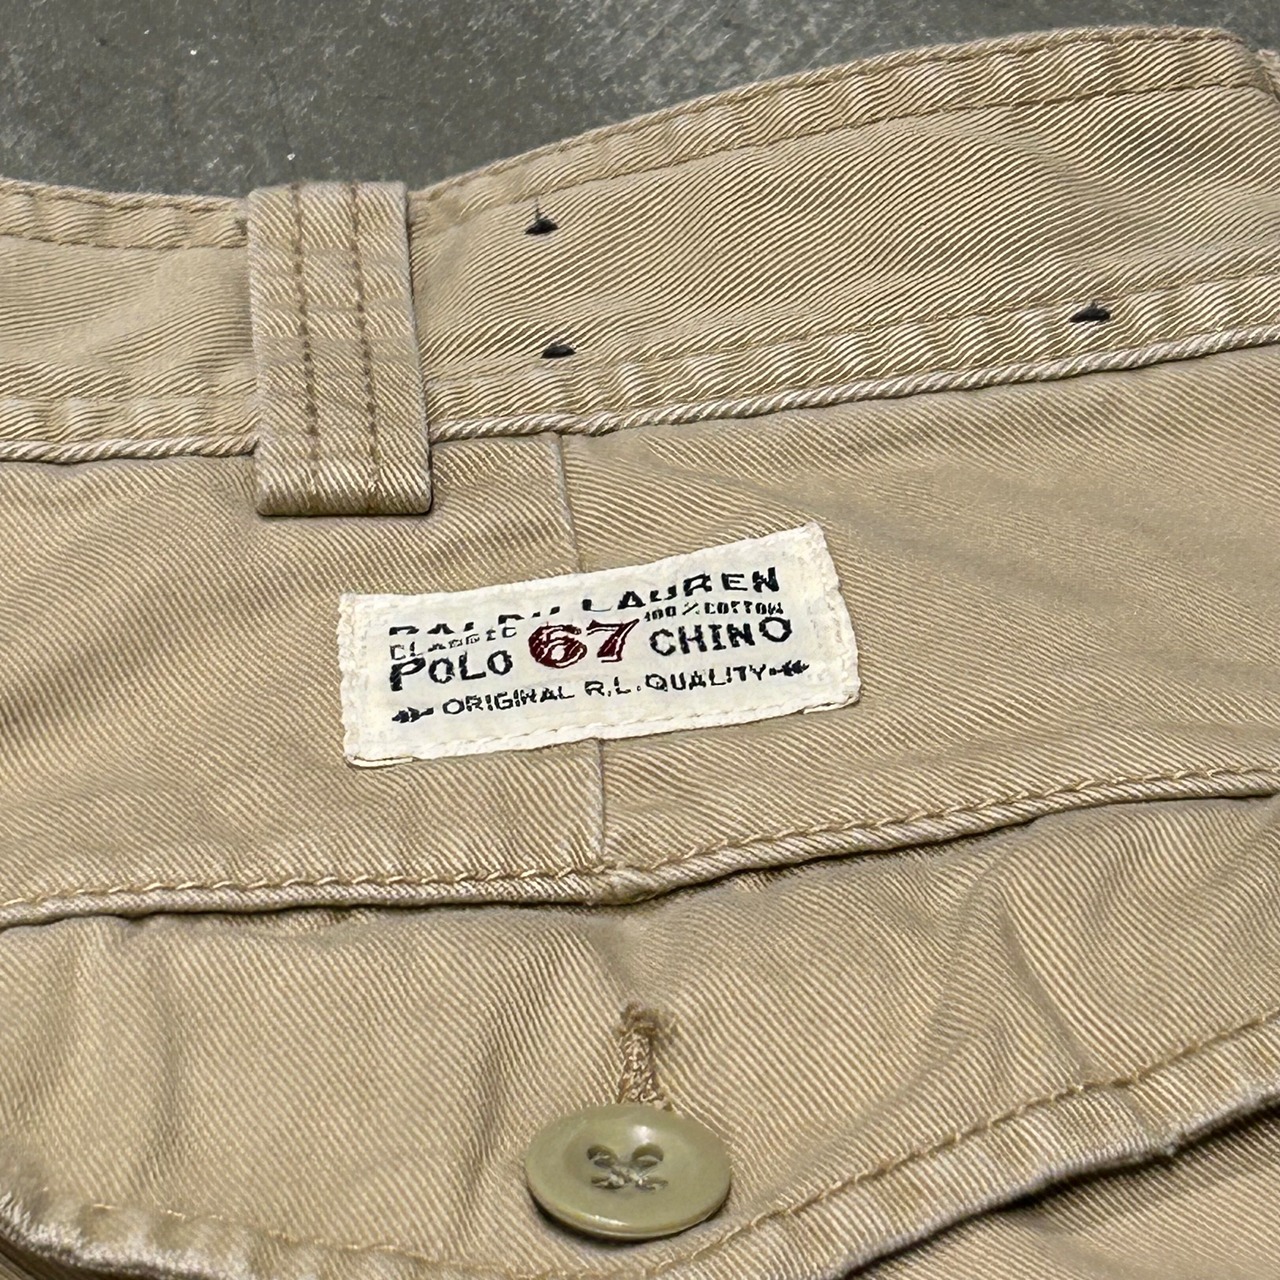 RALPH LAUREN
CLASSIC 67 100% COTTON
POLO CHINO
ORIGINAL R.L. QUALITY